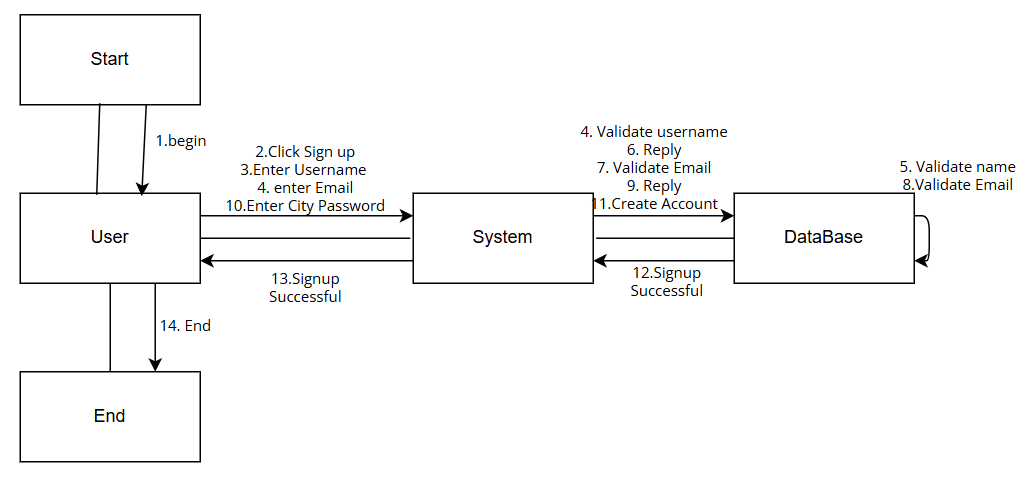 Start
1.begin
2.Click Sign up
3.Enter Username
4. enter Email
10.Enter City Password
4. Validate username
6. Reply
7. Validate Email
9. Reply
11.Create Account
5. Validate name
8.Validate Email
User
System
DataBase
13.Signup
Successful
12.Signup
Successful
14. End
End